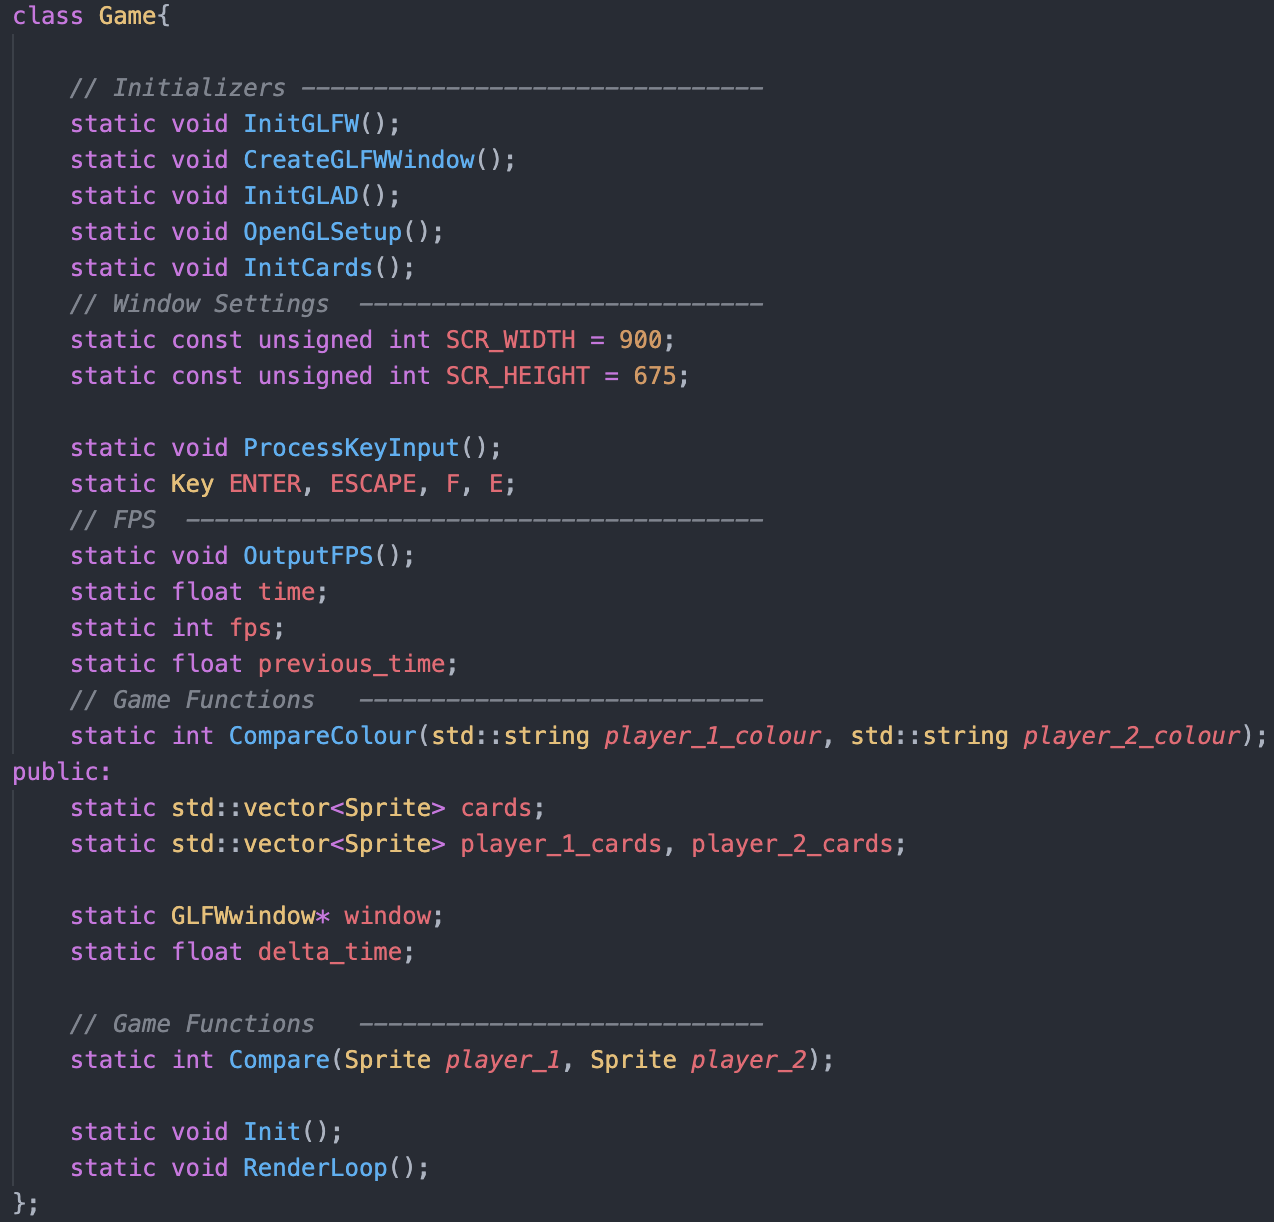 class Game{
// Initializers --------------------------------
static void InitGLFW();
static void CreateGLFWWindow();
static void InitGLAD();
static void OpenGLSetup();
static void InitCards();
// Window Settings  ----------------------------
static const unsigned int SCR_WIDTH = 900;
static const unsigned int SCR_HEIGHT = 675;
static void ProcessKeyInput();
static Key ENTER, ESCAPE, F, E;
// FPS  ----------------------------------------
static void OutputFPS();
static float time;
static int fps;
static float previous_time;
// Game Functions   ----------------------------
static int CompareColour(std::string player_1_colour, std::string player_2_colour);
public:
static std::vector<Sprite> cards;
static std::vector<Sprite> player_1_cards, player_2_cards;
static GLFWwindow* window;
static float delta_time;
// Game Functions   ----------------------------
static int Compare(Sprite player_1, Sprite player_2);
static void Init();
static void RenderLoop();
};